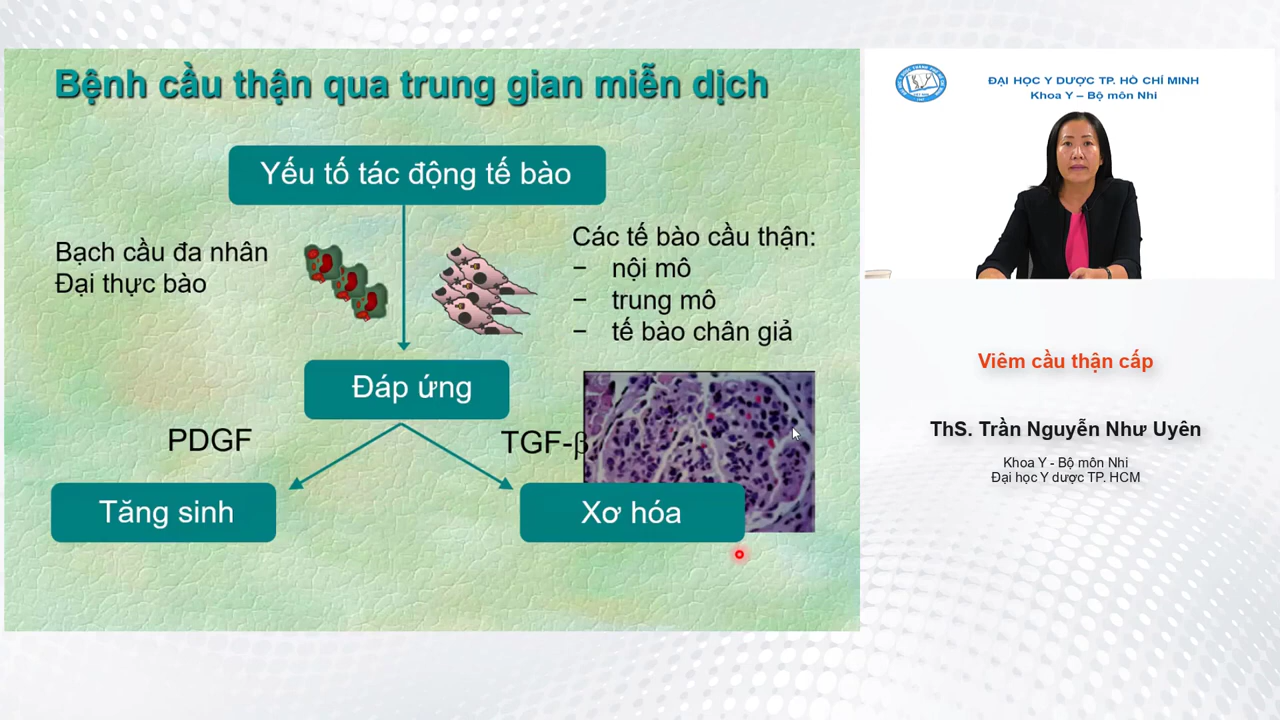 Bệnh cầu thận qua trung gian miễn dịch
Yếu tố tác động tế bào
Bạch cầu đa nhân
Đại thực bào
Các tế bào cầu thận:
− nội mô
− trung mô
− tế bào chân giả
Đáp ứng
PDGF
TGF-β
Tăng sinh
Xơ hóa
ĐẠI HỌC Y DƯỢC TP. HỒ CHÍ MINH
Khoa Y – Bộ môn Nhi
Viêm cầu thận cấp
ThS. Trần Nguyễn Như Uyên
Khoa Y - Bộ môn Nhi
Đại học Y dược TP. HCM